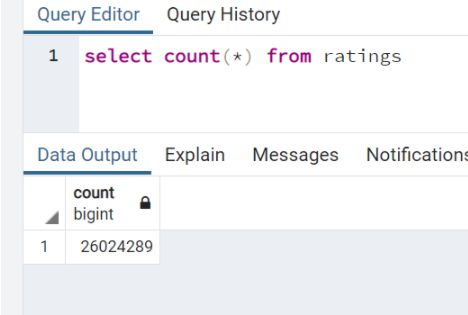 Query Editor Query History
1 select count(*) from ratings
Data Output Explain Messages Notifications
count
bigint
1 26024289